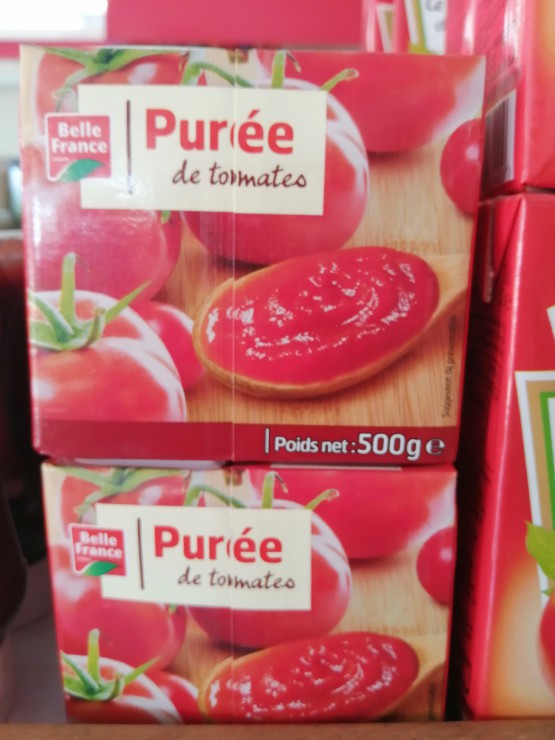 Belle
France
Purée
de tomates
Suggestion de présentation
Poids net : 500g e
Belle
France
Purée
de tomates